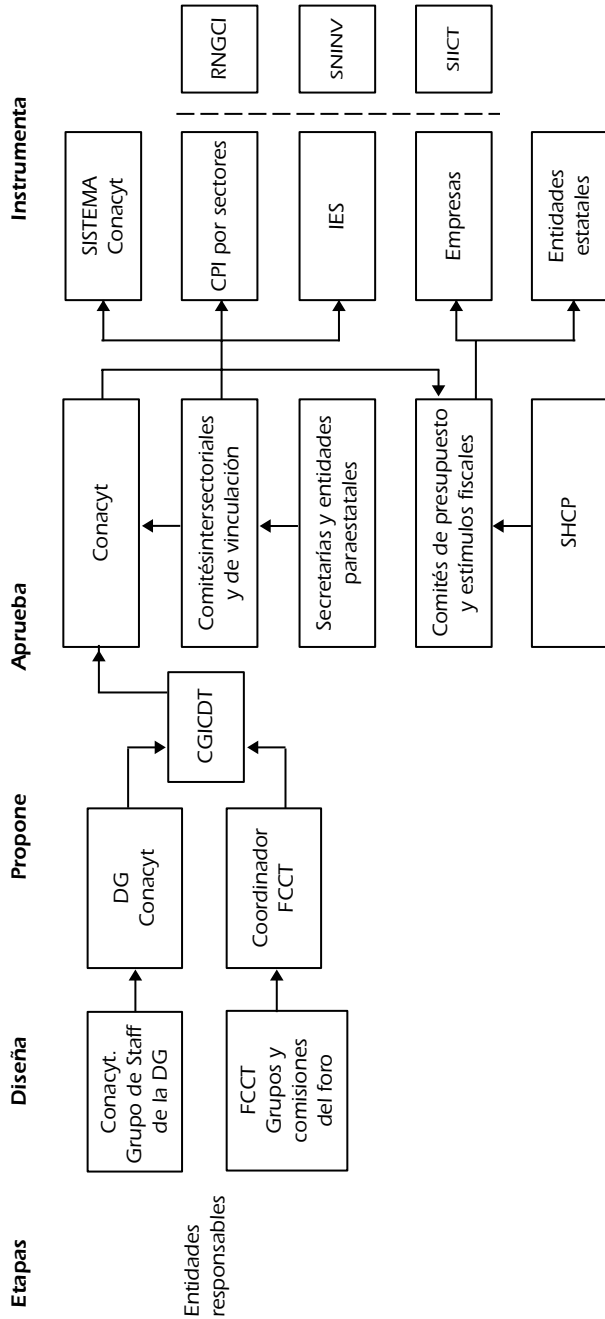 Etapas
Diseña
Propone
Aprueba
Instrumenta
Entidades
responsables
Conacyt.
Grupo de Staff
de la DG
FCCT
Grupos y
comisiones
del foro
DG
Conacyt
Coordinador
FCCT
CGICDT
Conacyt
Comitésintersectoriales
y de vinculación
Secretarías y entidades
paraestatales
Comités de presupuesto
y estímulos fiscales
SHCP
SISTEMA
Conacyt
CPI por sectores
IES
Empresas
Entidades
estatales
RNGCI
SNINV
SIICT